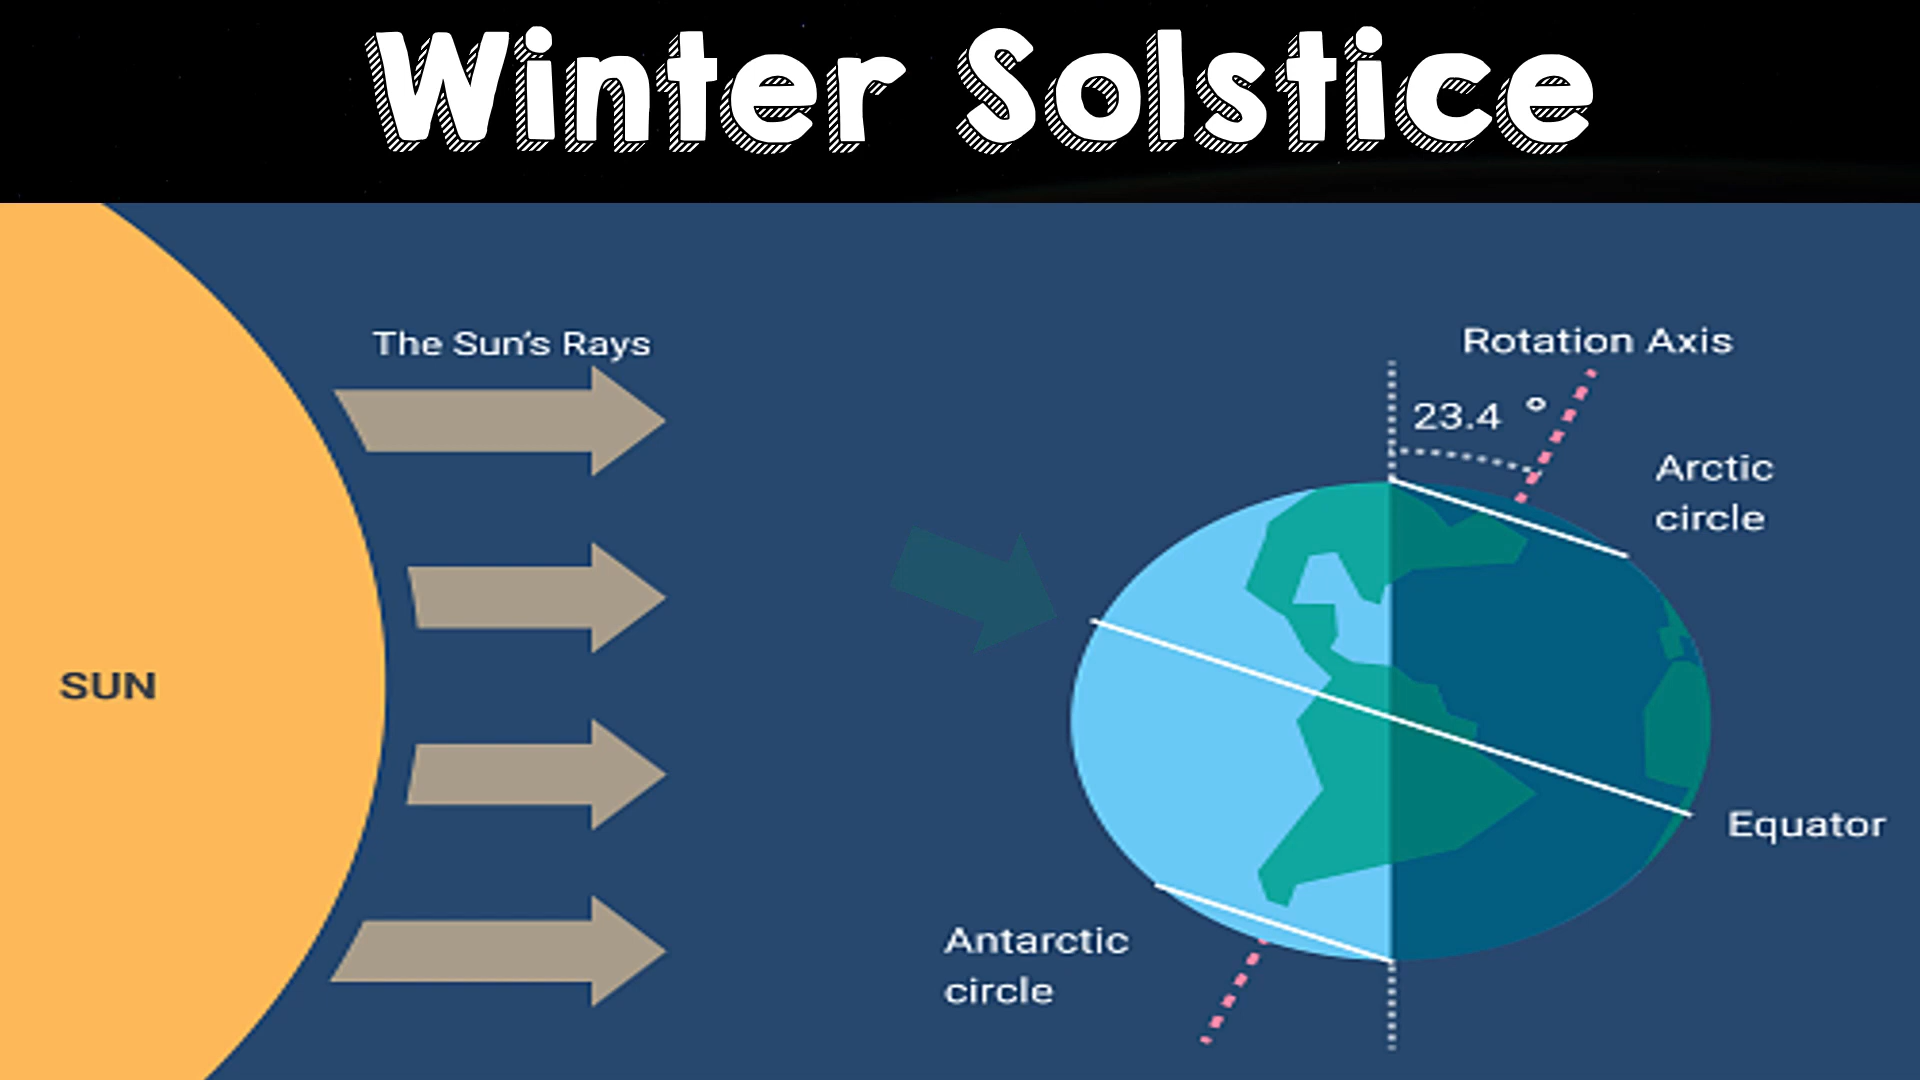 Winter Solstice
The Sun's Rays
Rotation Axis
23.4 °
Arctic
circle
SUN
Equator
Antarctic
circle